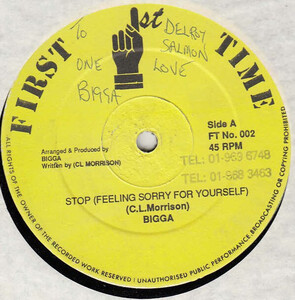 FIRST 1st TIME
To DELROY SALMON
ONE LOVE
BIGGA
Side A
FT No. 002
45 RPM
Arranged & Produced by
BIGGA
Written by (CL MORRISON)
TEL: 01-969 6748
TEL: 01-968 3463
STOP (FEELING SORRY FOR YOURSELF)
(C.L.Morrison)
BIGGA
ALL RIGHTS OF THE OWNER OF THE RECORDED WORK RESERVED / UNAUTHORISED PUBLIC PERFORMANCE BROADCASTING OR COPYING PROHIBITED